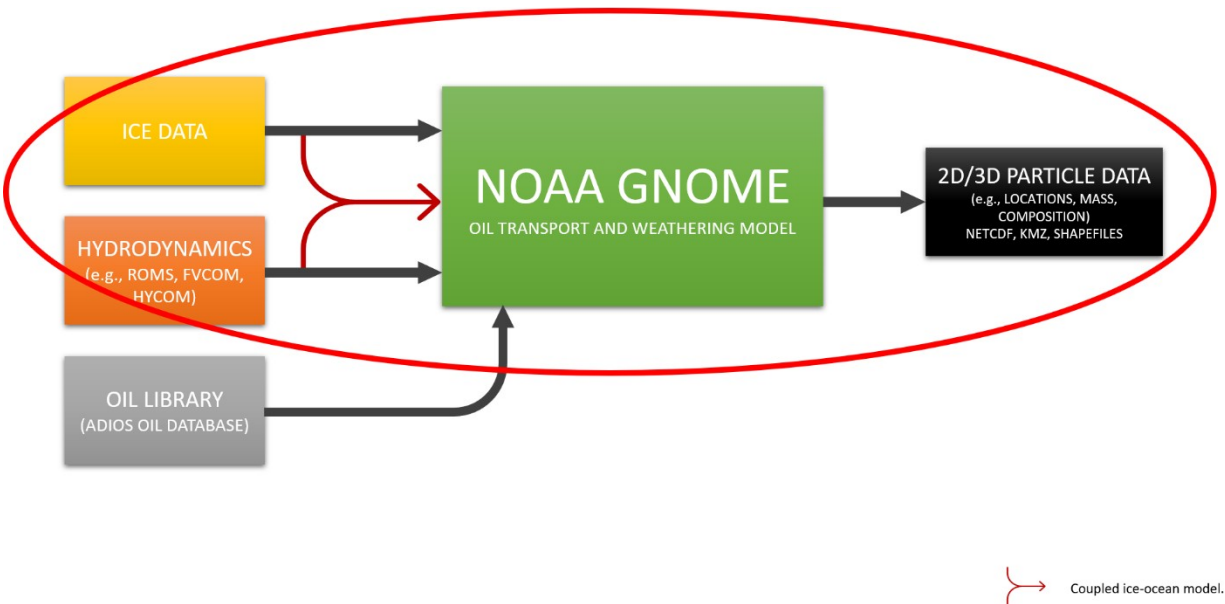 ICE DATA
HYDRODYNAMICS
(e.g., ROMS, FVCOM,
HYCOM)
OIL LIBRARY
(ADIOS OIL DATABASE)
NOAA GNOME
OIL TRANSPORT AND WEATHERING MODEL
2D/3D PARTICLE DATA
(e.g., LOCATIONS, MASS,
COMPOSITION)
NETCDF, KMZ, SHAPEFILES
Coupled ice-ocean model.